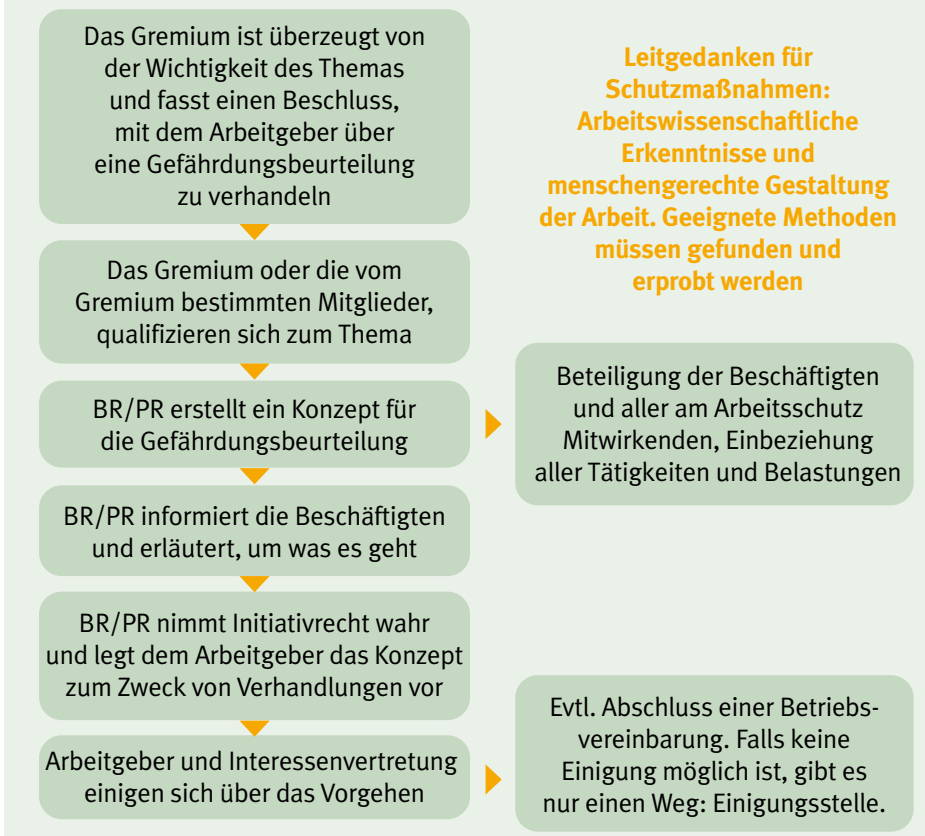 Das Gremium ist überzeugt von
der Wichtigkeit des Themas
und fasst einen Beschluss,
mit dem Arbeitgeber über
eine Gefährdungsbeurteilung
zu verhandeln
Leitgedanken für
Schutzmaßnahmen:
Arbeitswissenschaftliche
Erkenntnisse und
menschengerechte Gestaltung
der Arbeit. Geeignete Methoden
müssen gefunden und
erprobt werden
Das Gremium oder die vom
Gremium bestimmten Mitglieder,
qualifizieren sich zum Thema
BR/PR erstellt ein Konzept für
die Gefährdungsbeurteilung
Beteiligung der Beschäftigten
und aller am Arbeitsschutz
Mitwirkenden, Einbeziehung
aller Tätigkeiten und Belastungen
BR/PR informiert die Beschäftigten
und erläutert, um was es geht
BR/PR nimmt Initiativrecht wahr
und legt dem Arbeitgeber das Konzept
zum Zweck von Verhandlungen vor
Arbeitgeber und Interessenvertretung
einigen sich über das Vorgehen
Evtl. Abschluss einer Betriebs-
vereinbarung. Falls keine
Einigung möglich ist, gibt es
nur einen Weg: Einigungsstelle.